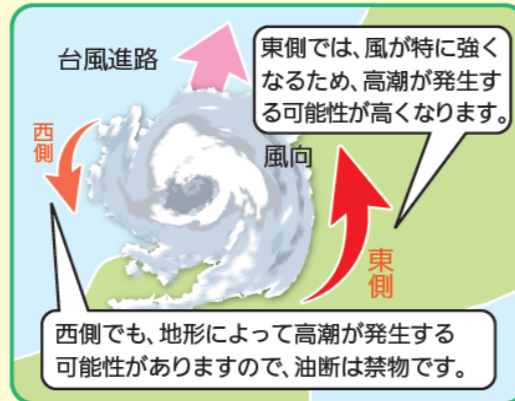 台風進路
東側では、風が特に強く
なるため、高潮が発生す
る可能性が高くなります。
西側
風向
東側
西側でも、地形によって高潮が発生する
可能性がありますので、油断は禁物です。